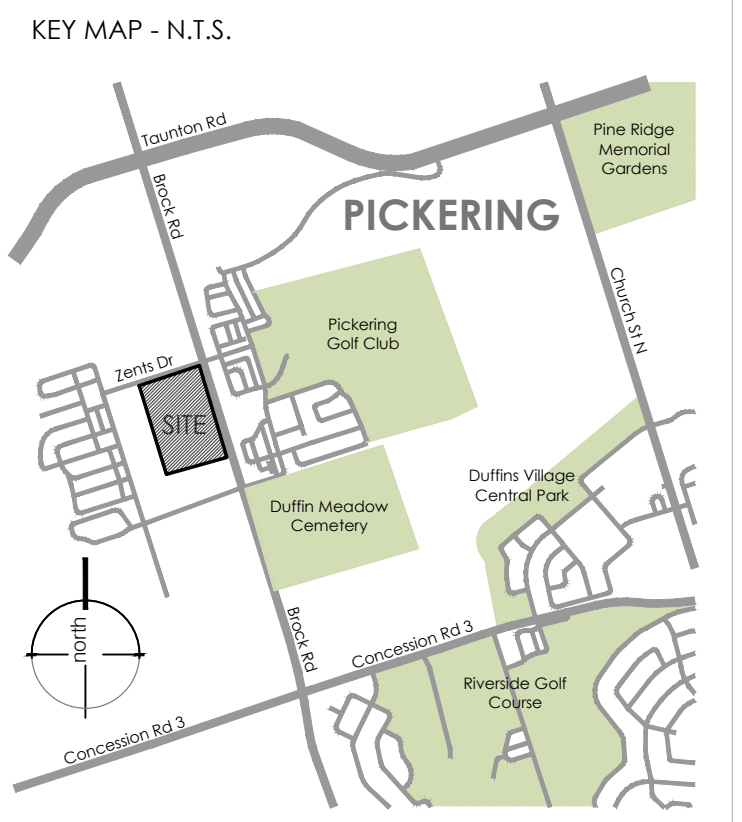 KEY MAP - N.T.S.
Taunton Rd
Pine Ridge
Memorial
Gardens
Brock Rd
PICKERING
Church St N
Pickering
Golf Club
Zents Dr
SITE
Duffins Village
Central Park
Duffin Meadow
Cemetery
north
Brock Rd
Concession Rd 3
Riverside Golf
Course
Concession Rd 3